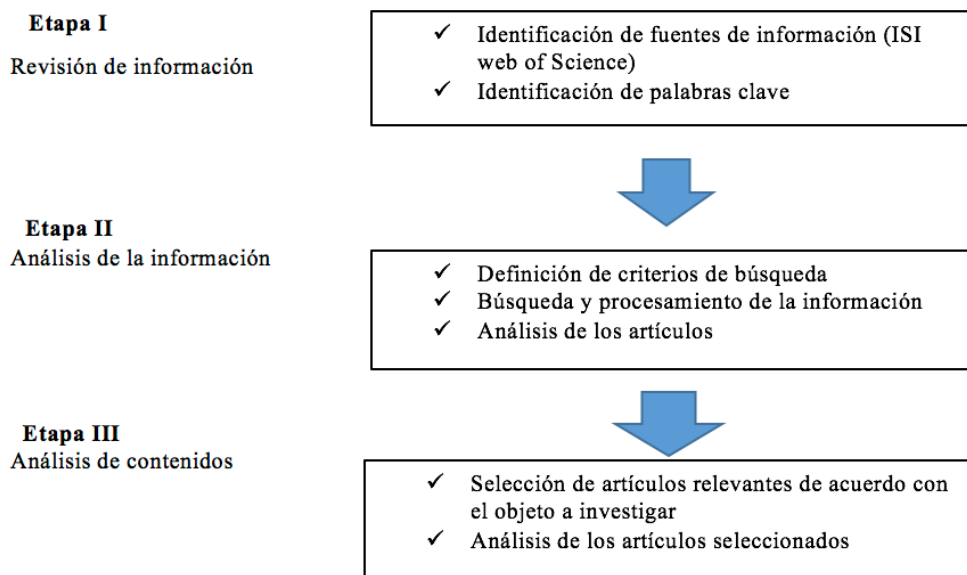 Etapa I
Revisión de información
✓ Identificación de fuentes de información (ISI
web of Science)
✓ Identificación de palabras clave
Etapa II
Análisis de la información
✓ Definición de criterios de búsqueda
✓ Búsqueda y procesamiento de la información
✓ Análisis de los artículos
Etapa III
Análisis de contenidos
✓ Selección de artículos relevantes de acuerdo con
el objeto a investigar
✓ Análisis de los artículos seleccionados